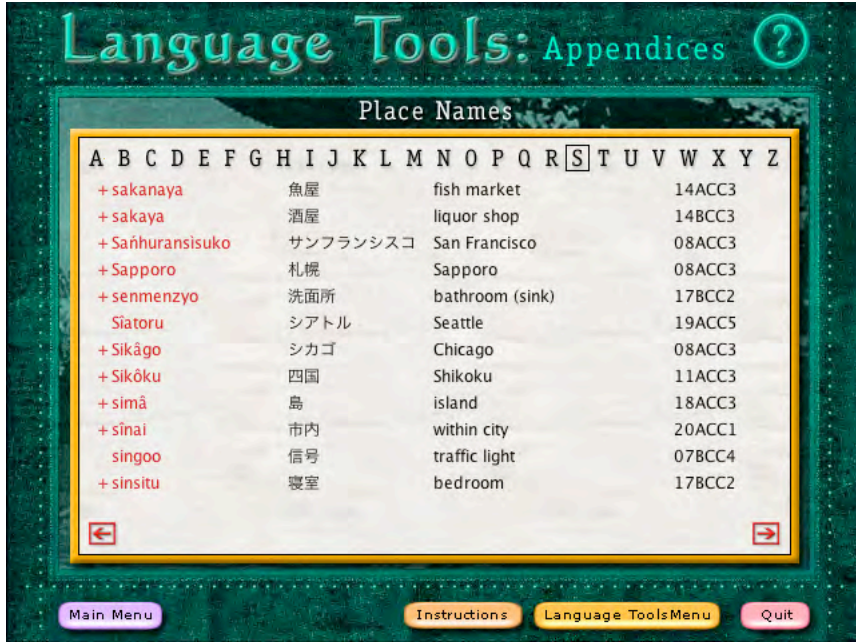 Language Tools: Appendices ?
Place Names
A B C D E F G H I J K L M N O P Q R S T U V W X Y Z
+ sakanaya 魚屋 fish market 14ACC3
+ sakaya 酒屋 liquor shop 14BCC3
+ Sańhuransìsuko サンフランシスコ San Francisco 08ACC3
+ Sapporo 札幌 Sapporo 08ACC3
+ senmenzyo 洗面所 bathroom (sink) 17BCC2
Sîatoru シアトル Seattle 19ACC5
+ Sikâgo シカゴ Chicago 08ACC3
+ Sikôku 四国 Shikoku 11ACC3
+ simâ 島 island 18ACC3
+ sînai 市内 within city 20ACC1
singoo 信号 traffic light 07BCC4
+ sinsitu 寝室 bedroom 17BCC2
Main Menu Instructions Language ToolsMenu Quit